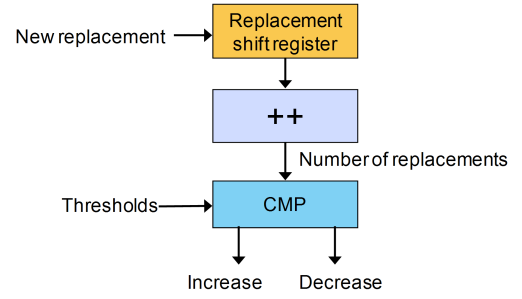 Replacement
shift register
New replacement
++
Number of replacements
Thresholds
CMP
Increase
Decrease